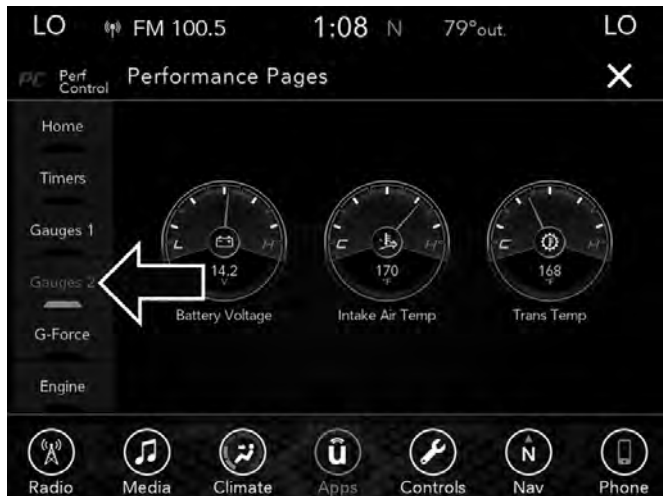 LO FM 100.5 1:08 N 79°out. LO
PC Perf Control Performance Pages
Home
Timers
Gauges 1
Gauges 2
G-Force
Engine
L H
14.2
V
Battery Voltage
C H
170
°F
Intake Air Temp
C H
168
°F
Trans Temp
Radio Media Climate Apps Controls Nav Phone
û
N